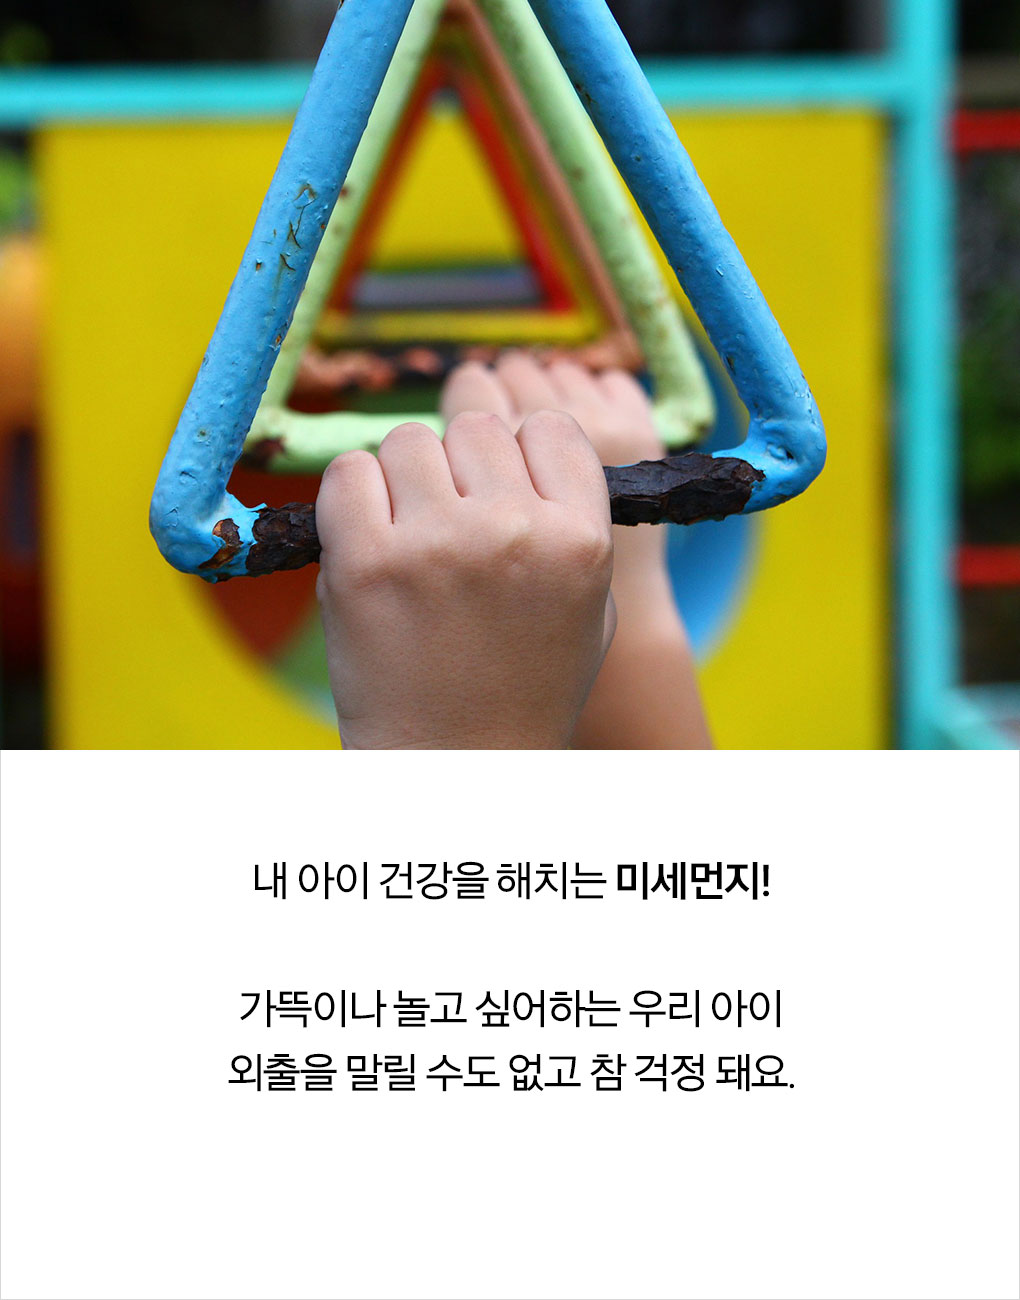 내 아이 건강을 해치는 미세먼지!
가뜩이나 놀고 싶어하는 우리 아이
외출을 말릴 수도 없고 참 걱정 돼요.